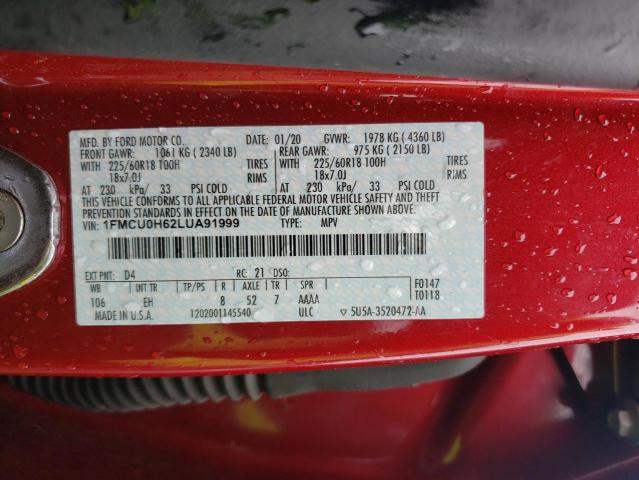 MFD. BY FORD MOTOR CO. DATE: 01/20 GVWR: 1978 KG ( 4360 LB)
FRONT GAWR: 1061 KG ( 2340 LB) REAR GAWR: 975 KG ( 2150 LB)
WITH 225/60R18 100H TIRES WITH 225/60R18 100H TIRES
18x7.0J RIMS 18x7.0J RIMS
AT 230 kPa/ 33 PSI COLD AT 230 kPa/ 33 PSI COLD
THIS VEHICLE CONFORMS TO ALL APPLICABLE FEDERAL MOTOR VEHICLE SAFETY AND THEFT
PREVENTION STANDARDS IN EFFECT ON THE DATE OF MANUFACTURE SHOWN ABOVE.
VIN: 1FMCU0H62LUA91999 TYPE: MPV
EXT PNT: D4 RC: 21 DSO:
WB INT TR TP/PS R AXLE TR SPR F0147
106 EH 8 52 7 AAAA T0118
MADE IN U.S.A. 12020011455​40 ULC ▽ 5U5A-3520472-AA